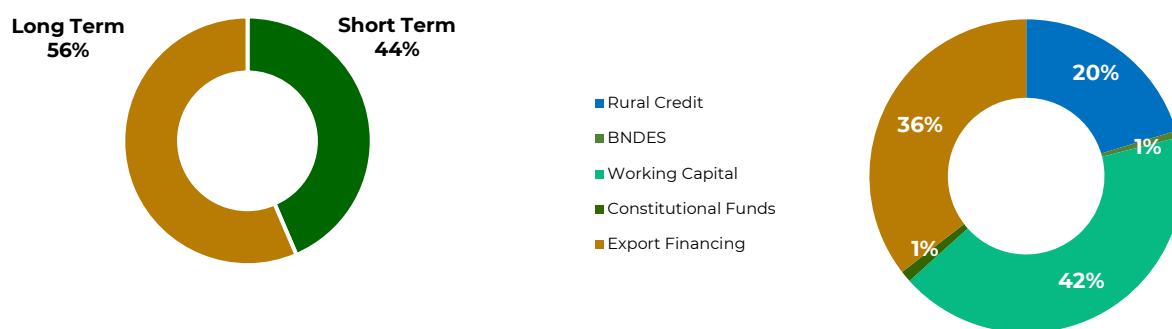 Long Term
56%
Short Term
44%
Rural Credit
BNDES
Working Capital
Constitutional Funds
Export Financing
20%
1%
42%
1%
36%